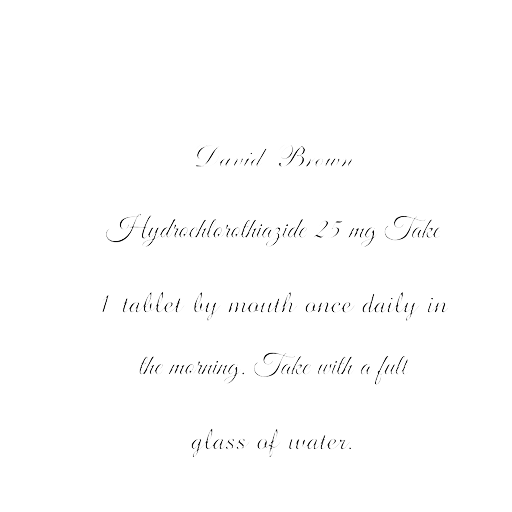 David Brown
Hydrochlorothiazide 25 mg Take
1 tablet by mouth once daily in
the morning. Take with a full
glass of water.